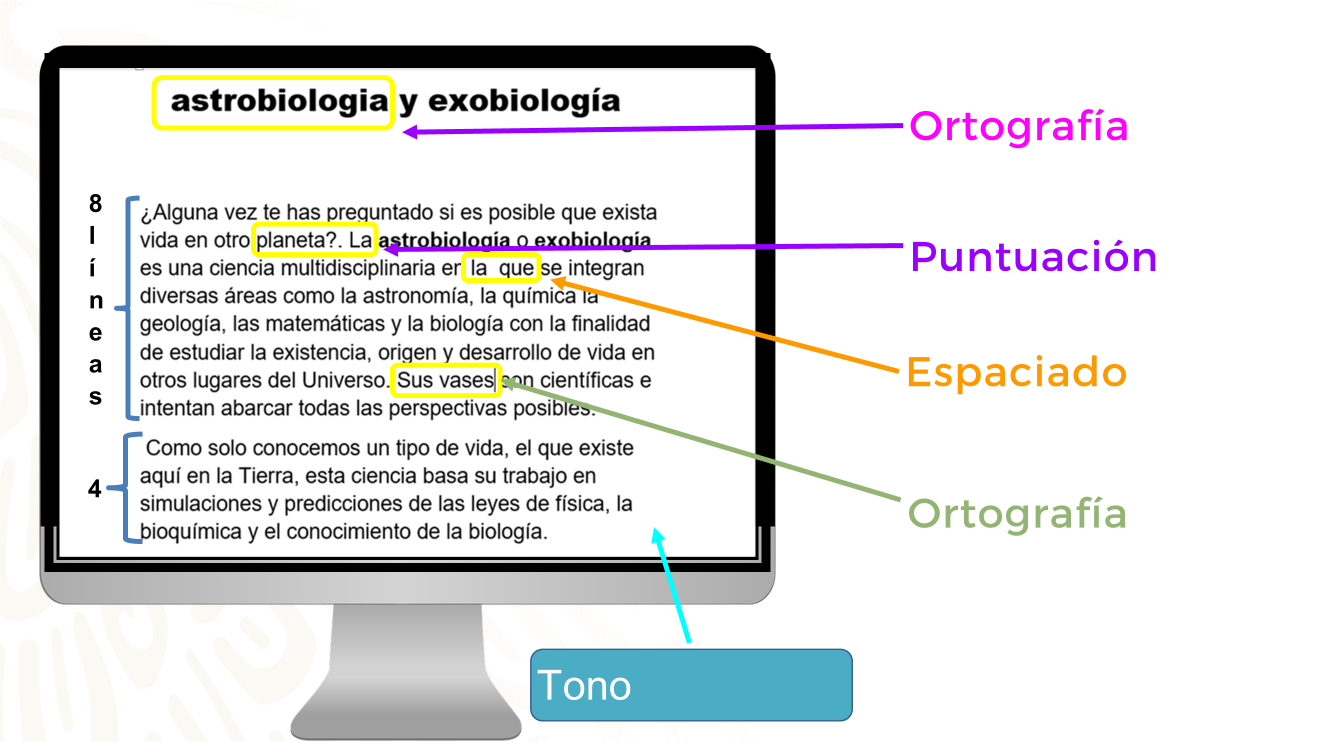 astrobiologia y exobiología
Ortografía
8 líneas
¿Alguna vez te has preguntado si es posible que exista
vida en otro planeta?. La astrobiología o exobiología
es una ciencia multidisciplinaria en la  que se integran
diversas áreas como la astronomía, la química la
geología, las matemáticas y la biología con la finalidad
de estudiar la existencia, origen y desarrollo de vida en
otros lugares del Universo. Sus vases son científicas e
intentan abarcar todas las perspectivas posibles.
Puntuación
Espaciado
Ortografía
4
Como solo conocemos un tipo de vida, el que existe
aquí en la Tierra, esta ciencia basa su trabajo en
simulaciones y predicciones de las leyes de física, la
bioquímica y el conocimiento de la biología.
Tono